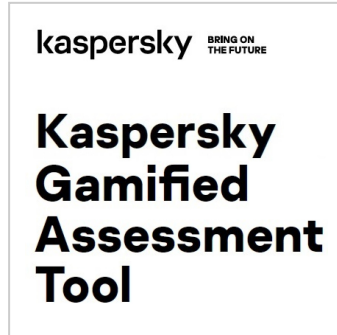 kaspersky
BRING ON
THE FUTURE
Kaspersky
Gamified
Assessment
Tool